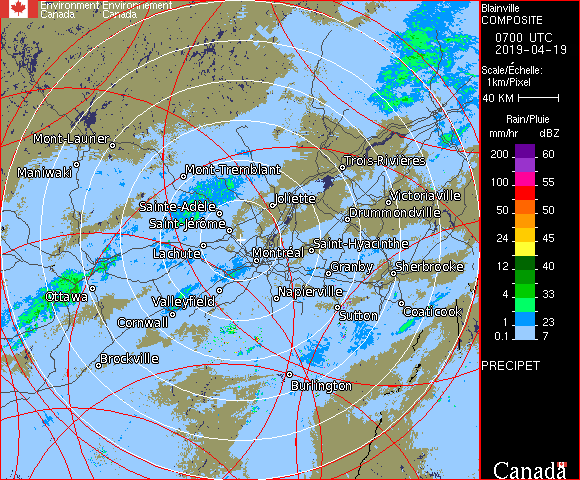 Environment Environnement
Canada Canada
Blainville
COMPOSITE
0700 UTC
2019-04-19
Scale/Échelle:
1km/Pixel
40 KM
Rain/Pluie
mm/hr dBZ
200 60
100 55
50 50
24 45
12 40
4 33
1 23
0.1 7
PRECIPET
Canada
Mont-Laurier
Maniwaki
Mont-Tremblant
Trois-Rivières
Sainte-Adèle
Joliette
Victoriaville
Saint-Jérôme
Drummondville
Lachute
Montréal
Saint-Hyacinthe
Granby
Sherbrooke
Ottawa
Valleyfield
Napierville
Cornwall
Sutton
Coaticook
Brockville
Burlington